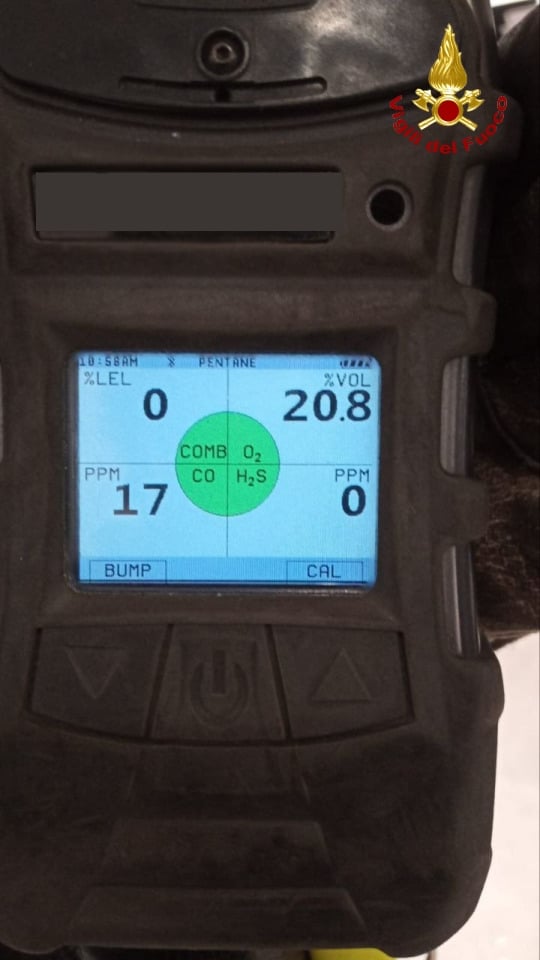 Vigili del Fuoco
10:58AM PENTANE
%LEL %VOL
0 20.8
COMB O₂
CO H₂S
PPM PPM
17 0
BUMP CAL